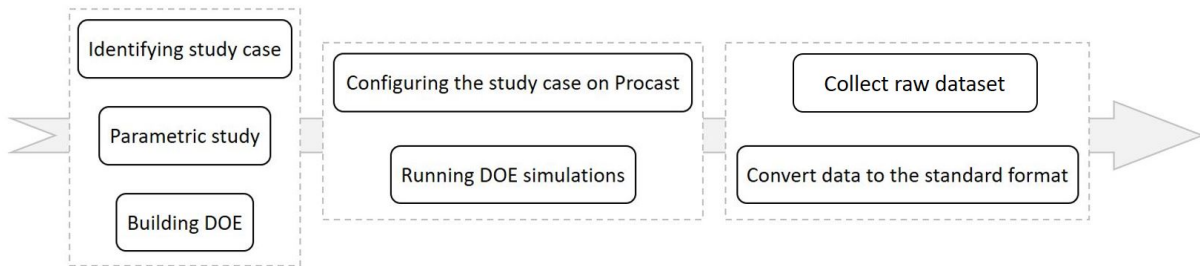 Identifying study case
Parametric study
Building DOE
Configuring the study case on Procast
Running DOE simulations
Collect raw dataset
Convert data to the standard format